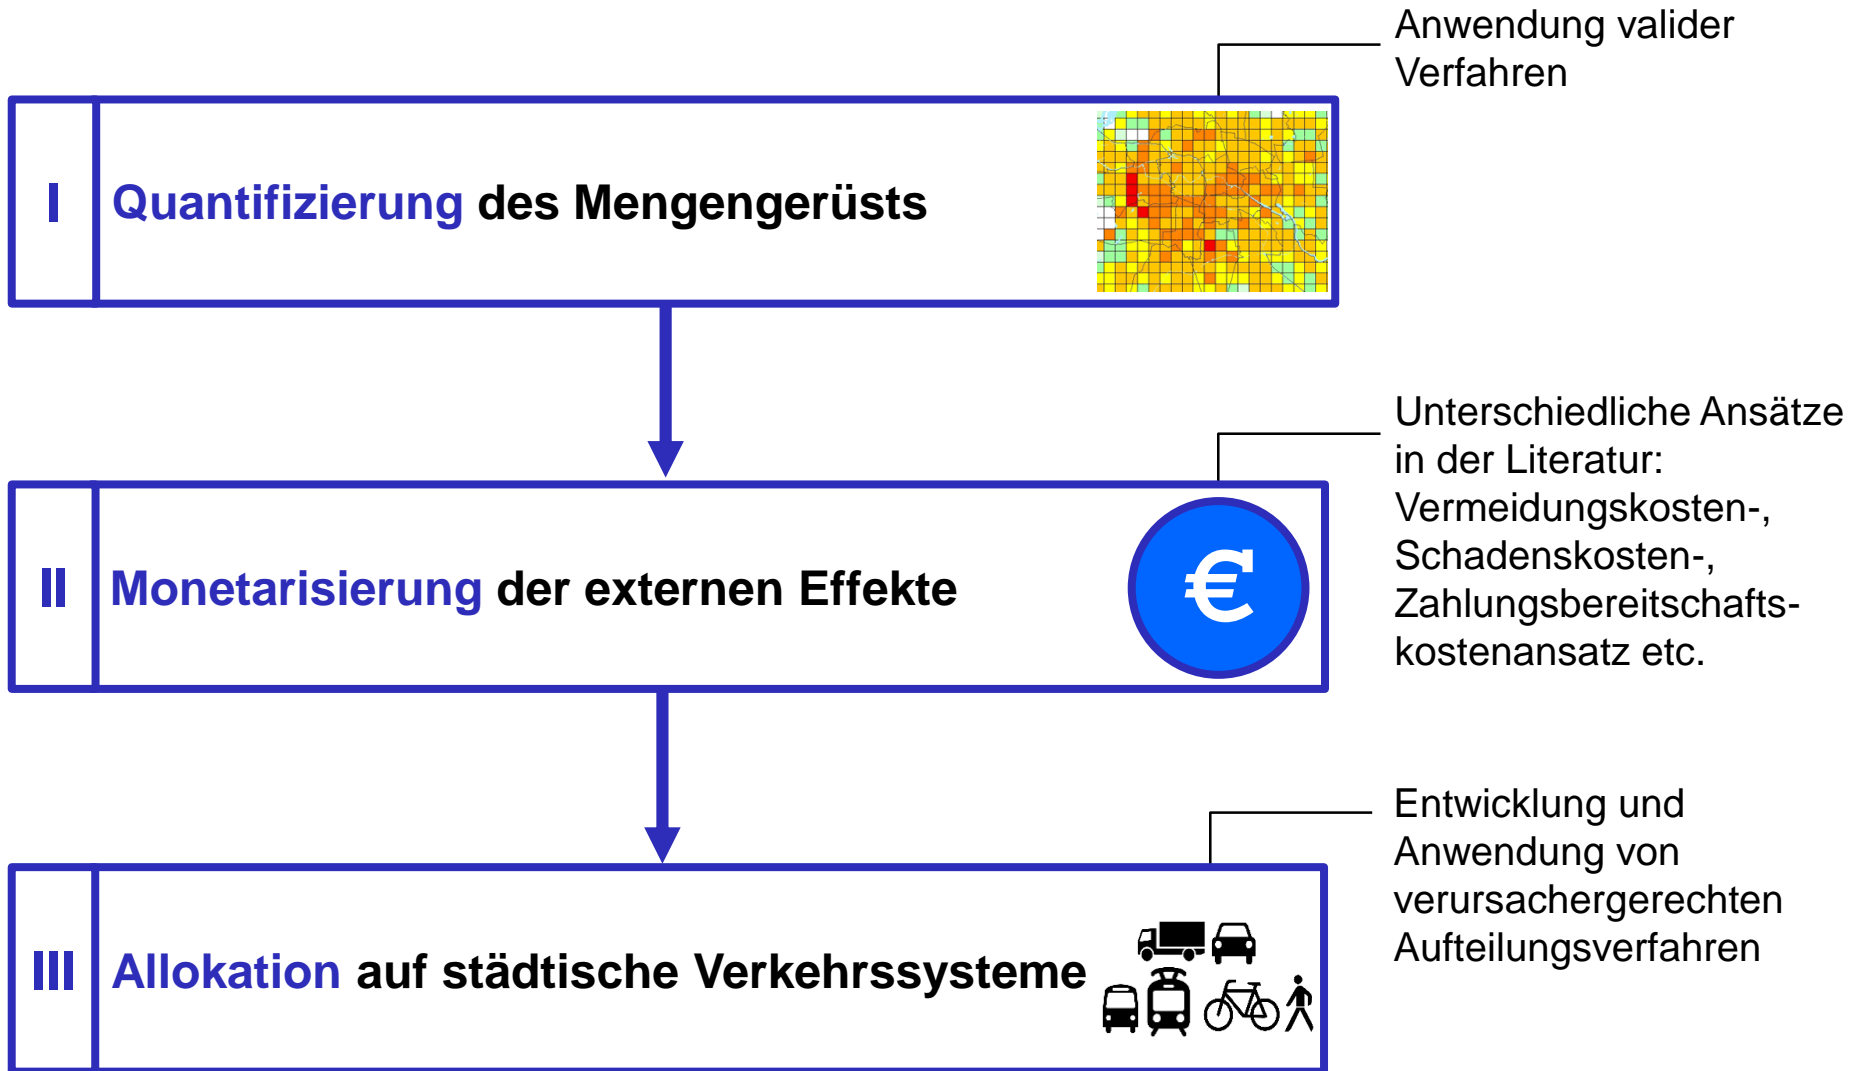 Anwendung valider
Verfahren
I
Quantifizierung des Mengengerüsts
Unterschiedliche Ansätze
in der Literatur:
Vermeidungskosten-,
Schadenskosten-,
Zahlungsbereitschafts-
kostenansatz etc.
II
Monetarisierung der externen Effekte
€
Entwicklung und
Anwendung von
verursachergerechten
Aufteilungsverfahren
III
Allokation auf städtische Verkehrssysteme